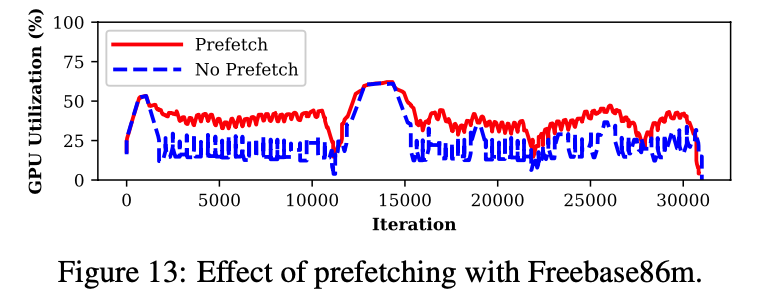 GPU Utilization (%)
100
75
50
25
0
Prefetch
No Prefetch
0 5000 10000 15000 20000 25000 30000
Iteration
Figure 13: Effect of prefetching with Freebase86m.